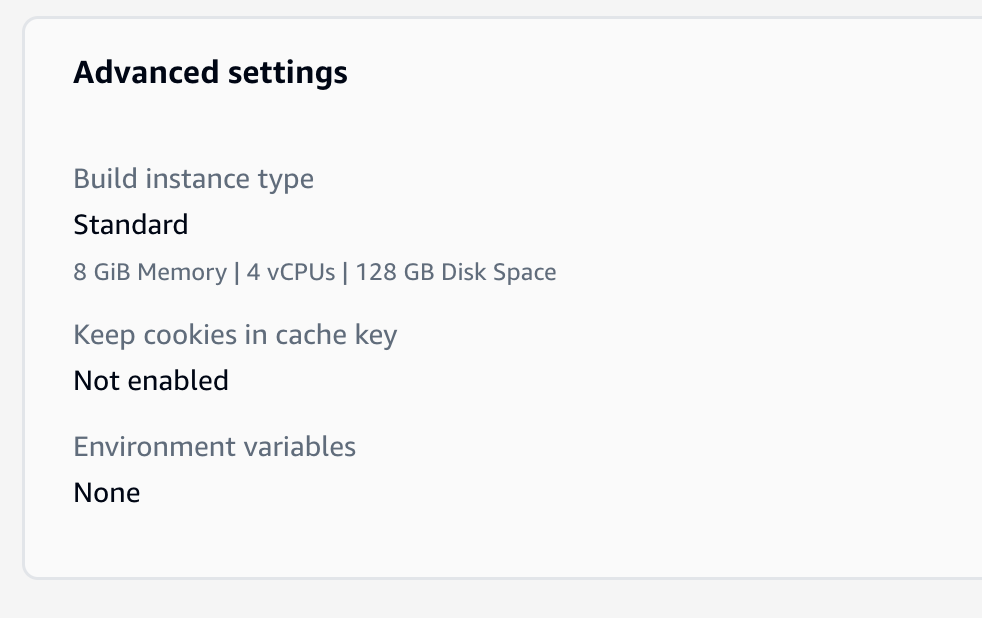 Advanced settings
Build instance type
Standard
8 GiB Memory | 4 vCPUs | 128 GB Disk Space
Keep cookies in cache key
Not enabled
Environment variables
None